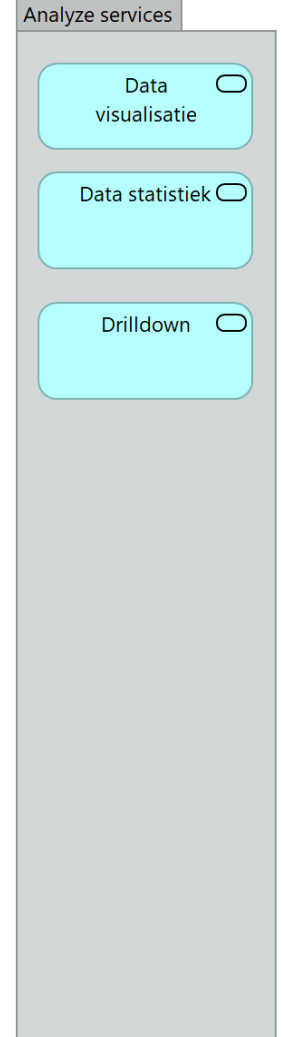 Analyze services
Data
visualisatie
Data statistiek
Drilldown